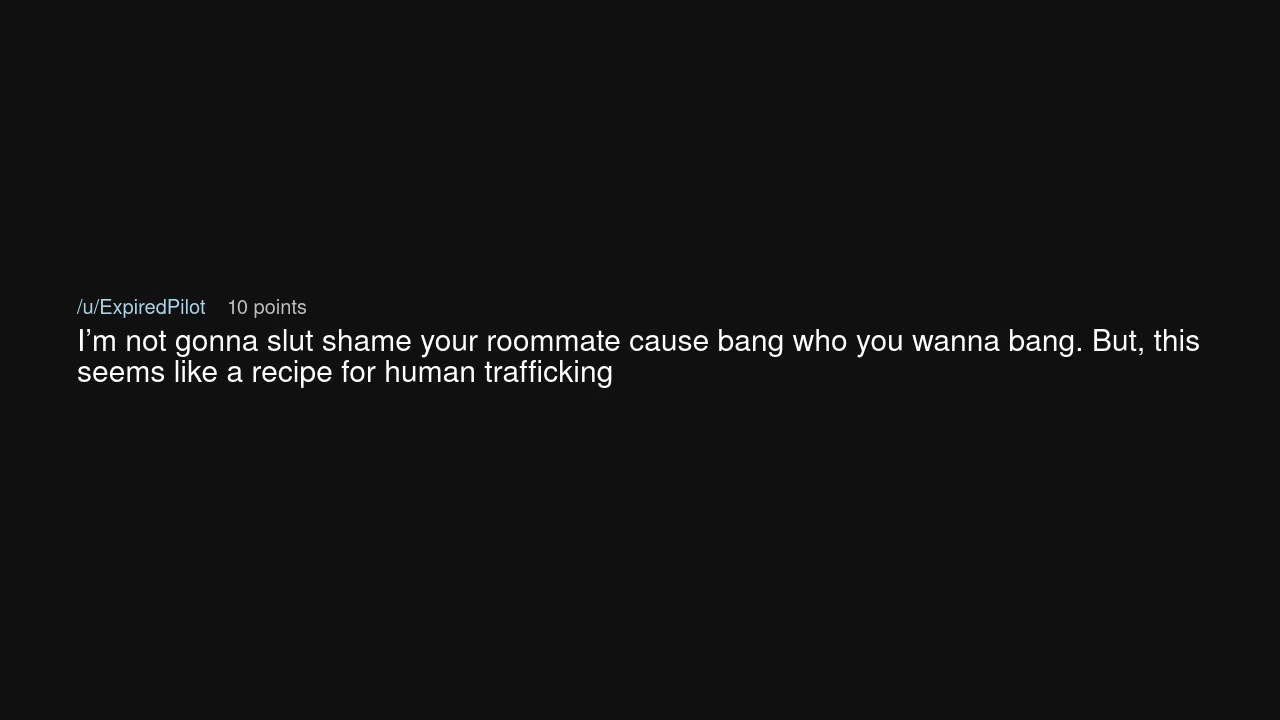 /u/ExpiredPilot 10 points
I’m not gonna slut shame your roommate cause bang who you wanna bang. But, this
seems like a recipe for human trafficking